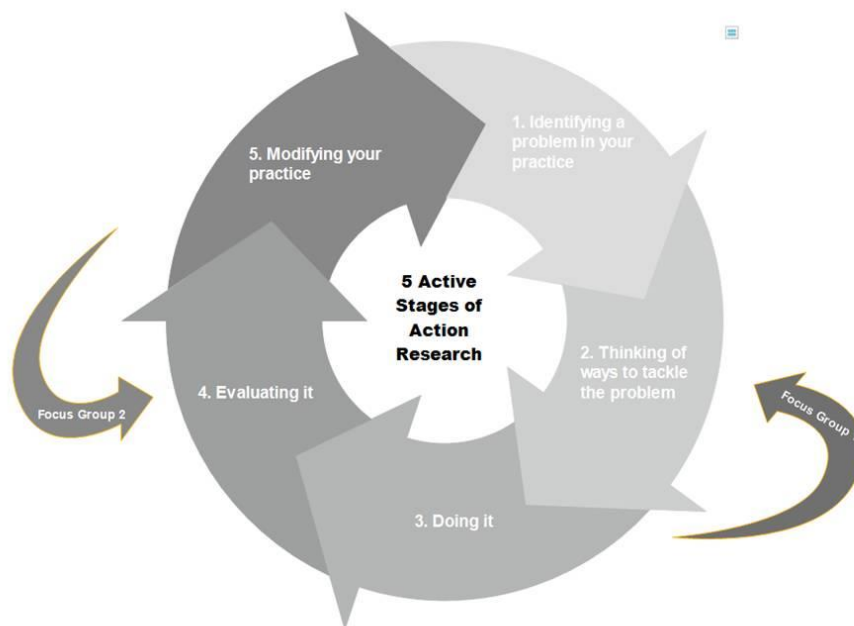 1. Identifying a
problem in your
practice
5. Modifying your
practice
5 Active
Stages of
Action
Research
2. Thinking of
ways to tackle
the problem
4. Evaluating it
3. Doing it
Focus Group 2
Focus Group